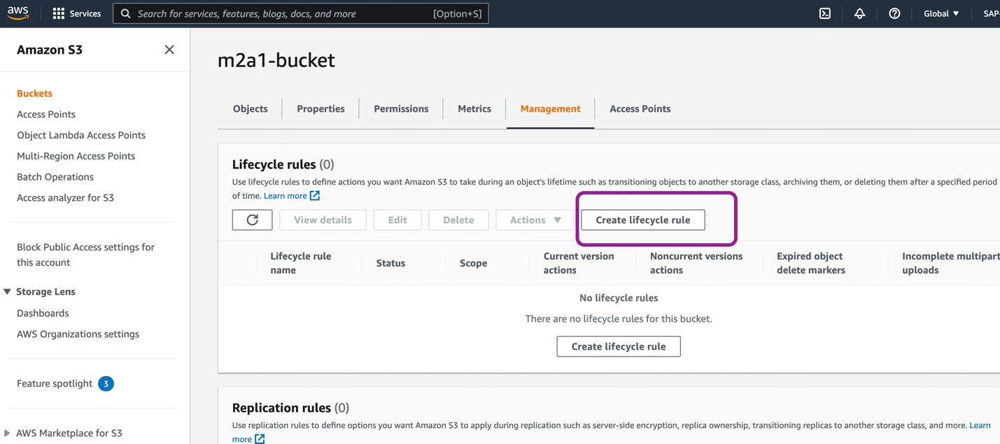 aws
Services
Search for services, features, blogs, docs, and more
[Option+S]
Global ▼
SAP-
Amazon S3
Buckets
Access Points
Object Lambda Access Points
Multi-Region Access Points
Batch Operations
Access analyzer for S3
Block Public Access settings for
this account
Storage Lens
Dashboards
AWS Organizations settings
Feature spotlight 3
AWS Marketplace for S3
m2a1-bucket
Objects
Properties
Permissions
Metrics
Management
Access Points
Lifecycle rules (0)
Use lifecycle rules to define actions you want Amazon S3 to take during an object's lifetime such as transitioning objects to another storage class, archiving them, or deleting them after a specified period
of time. Learn more
View details
Edit
Delete
Actions ▼
Create lifecycle rule
Lifecycle rule
name
Status
Scope
Current version
actions
Noncurrent versions
actions
Expired object
delete markers
Incomplete multipart
uploads
No lifecycle rules
There are no lifecycle rules for this bucket.
Create lifecycle rule
Replication rules (0)
Use replication rules to define options you want Amazon S3 to apply during replication such as server-side encryption, replica ownership, transitioning replicas to another storage class, and more. Learn
more